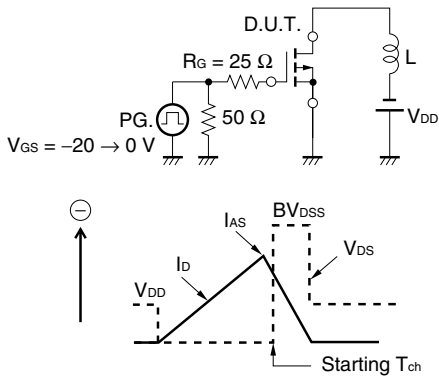 D.U.T.
RG = 25 Ω
L
PG.
50 Ω
VDD
VGS = −20 → 0 V
⊖
IAS
BVDSS
ID
VDS
VDD
Starting Tch